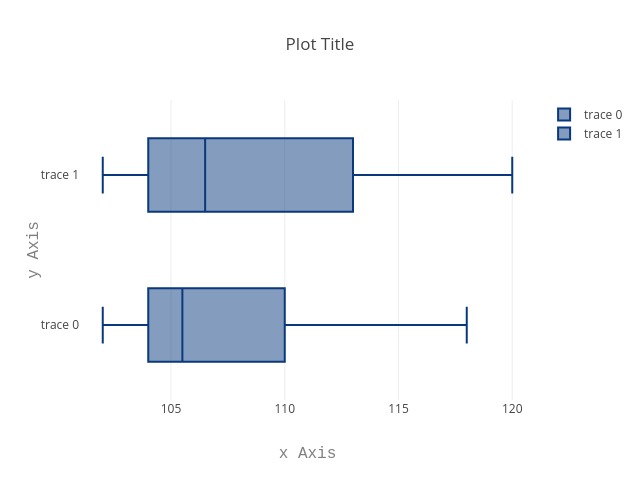 Plot Title
trace 0
trace 1
trace 1
trace 0
y Axis
105 110 115 120
x Axis